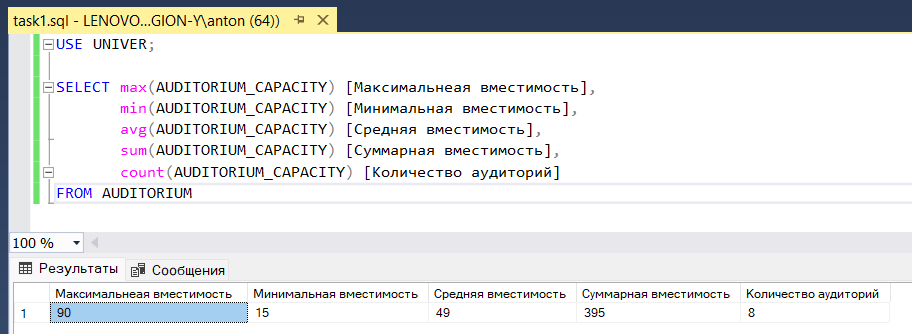 task1.sql - LENOVO...GION-Y\anton (64))
USE UNIVER;
SELECT max(AUDITORIUM_CAPACITY) [Максимальнеая вместимость],
min(AUDITORIUM_CAPACITY) [Минимальная вместимость],
avg(AUDITORIUM_CAPACITY) [Средняя вместимость],
sum(AUDITORIUM_CAPACITY) [Суммарная вместимость],
count(AUDITORIUM_CAPACITY) [Количество аудиторий]
FROM AUDITORIUM
100 %
Результаты Сообщения
Максимальнеая вместимость Минимальная вместимость Средняя вместимость Суммарная вместимость Количество аудиторий
1 90 15 49 395 8